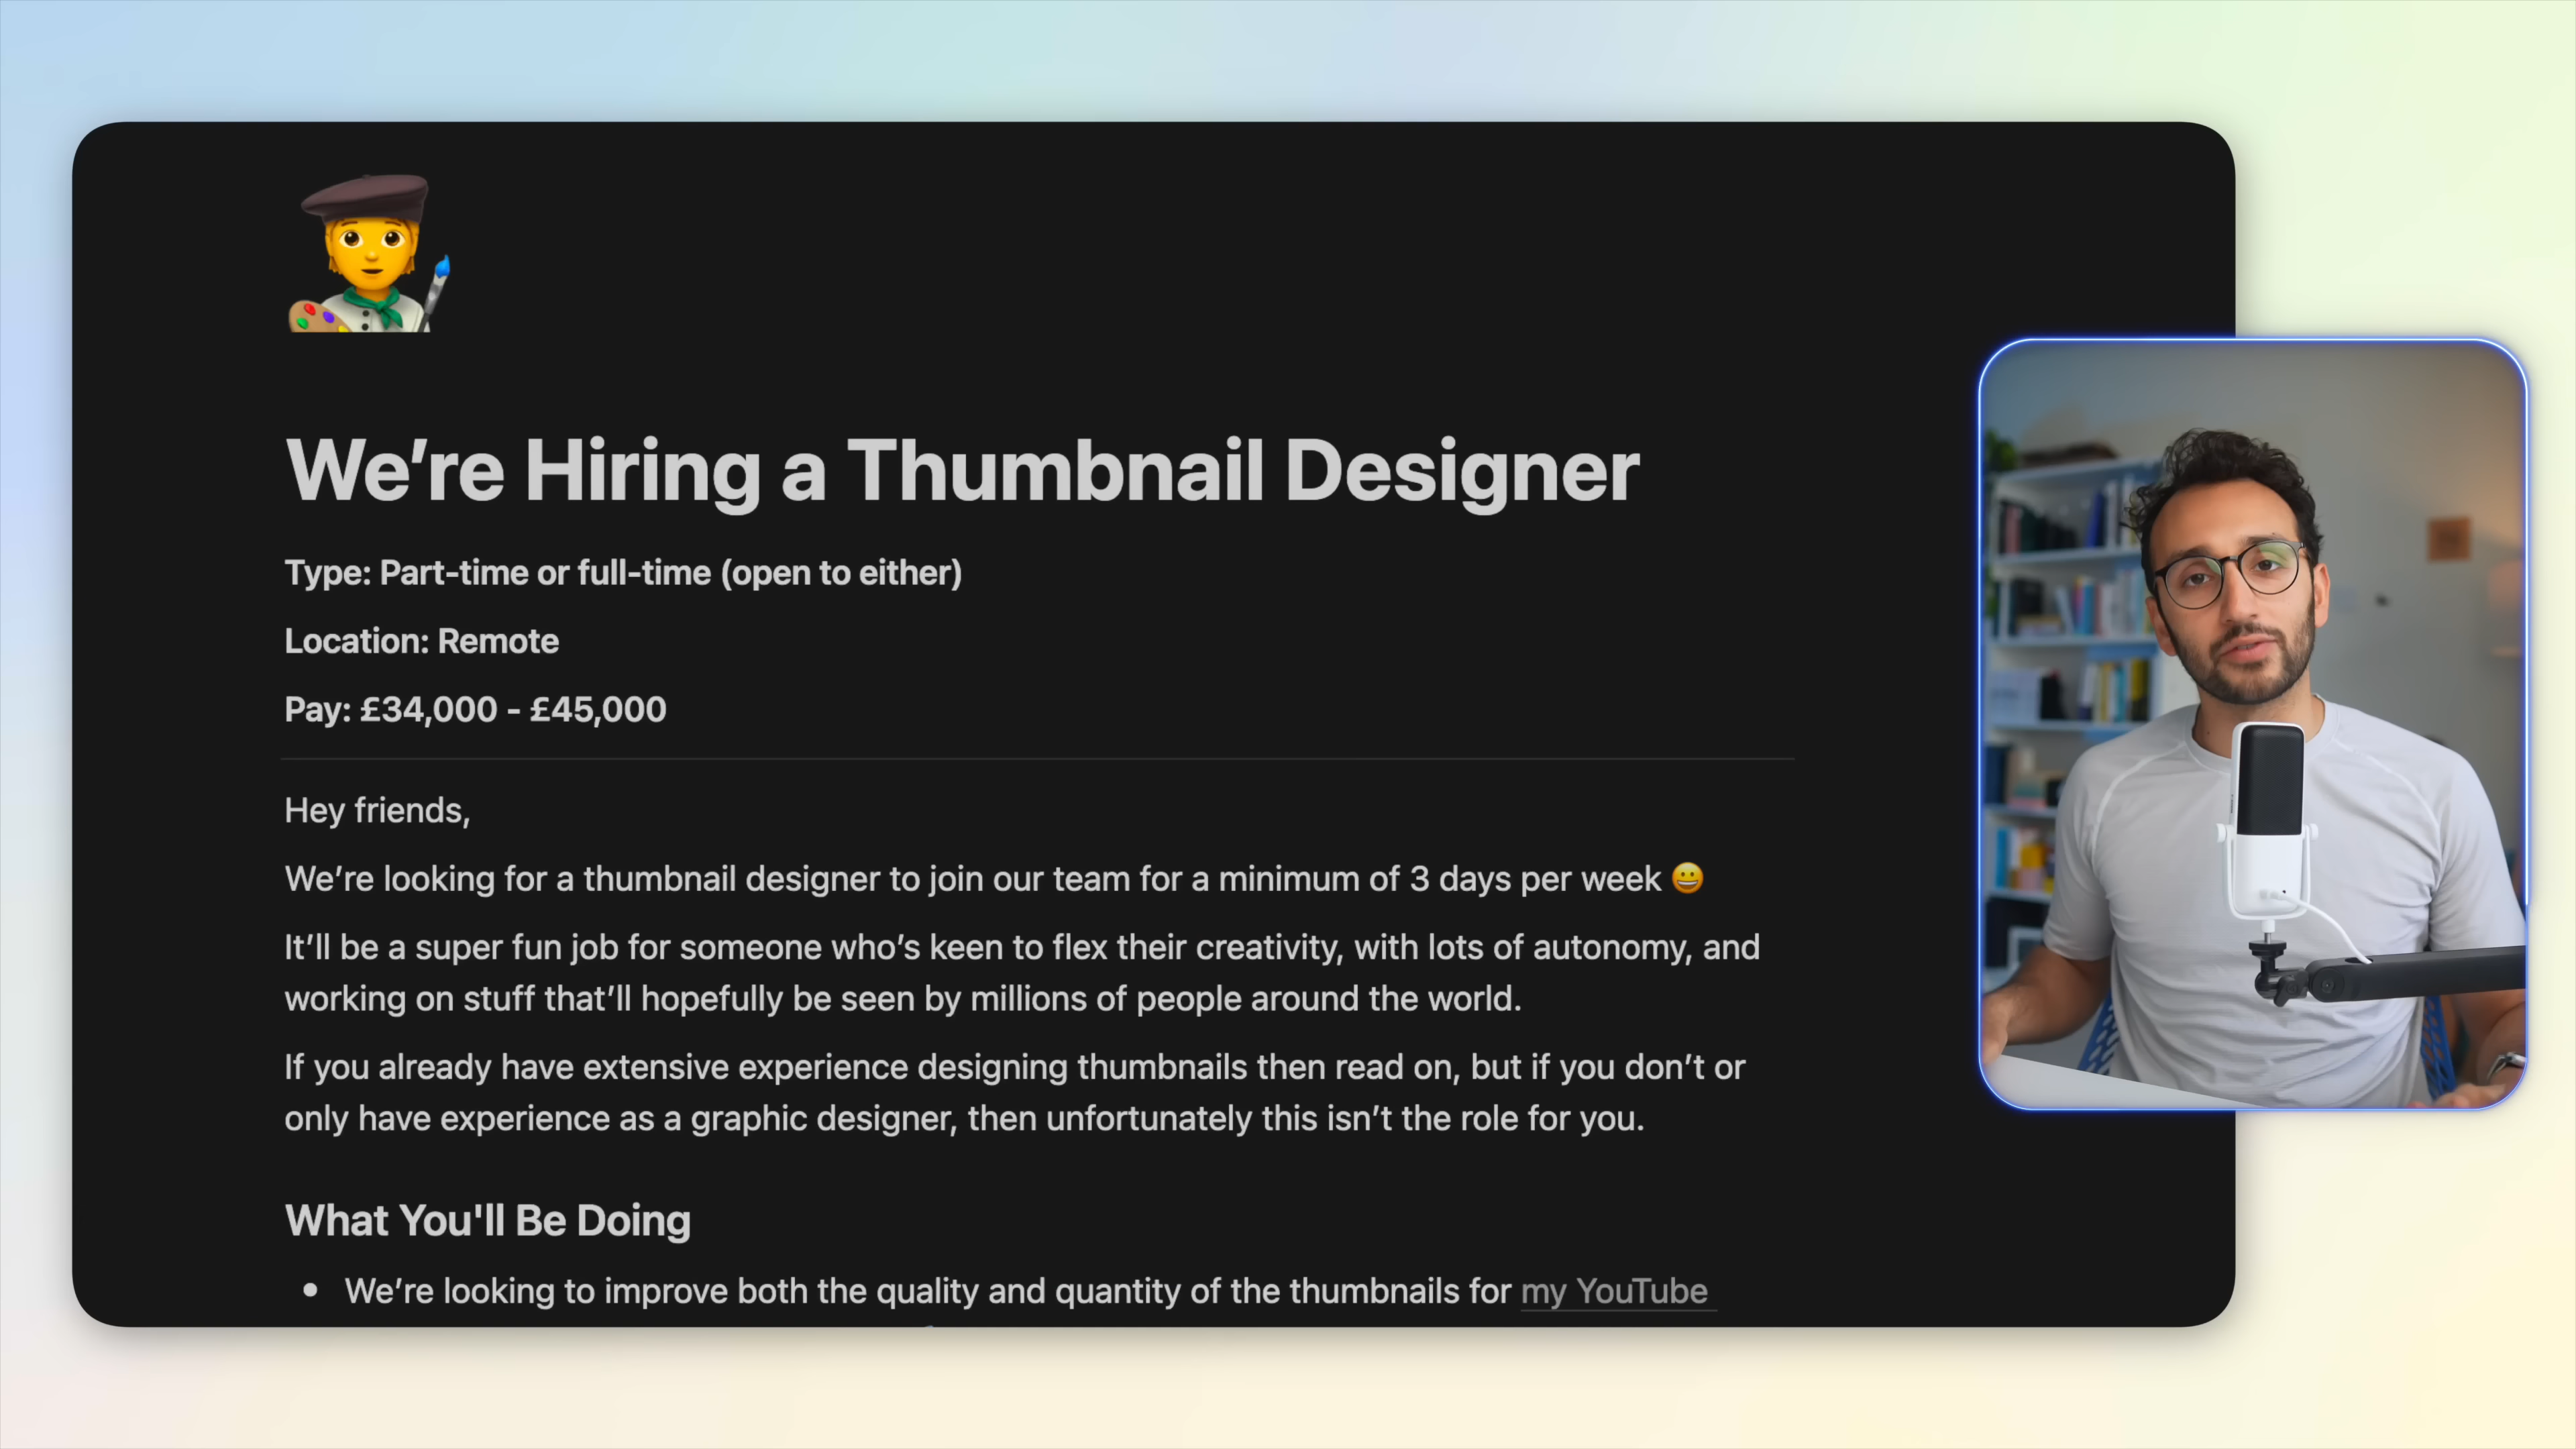 We’re Hiring a Thumbnail Designer
Type: Part-time or full-time (open to either)
Location: Remote
Pay: £34,000 - £45,000
Hey friends,
We’re looking for a thumbnail designer to join our team for a minimum of 3 days per week 😀
It’ll be a super fun job for someone who’s keen to flex their creativity, with lots of autonomy, and
working on stuff that’ll hopefully be seen by millions of people around the world.
If you already have extensive experience designing thumbnails then read on, but if you don’t or
only have experience as a graphic designer, then unfortunately this isn’t the role for you.
What You'll Be Doing
• We’re looking to improve both the quality and quantity of the thumbnails for my YouTube